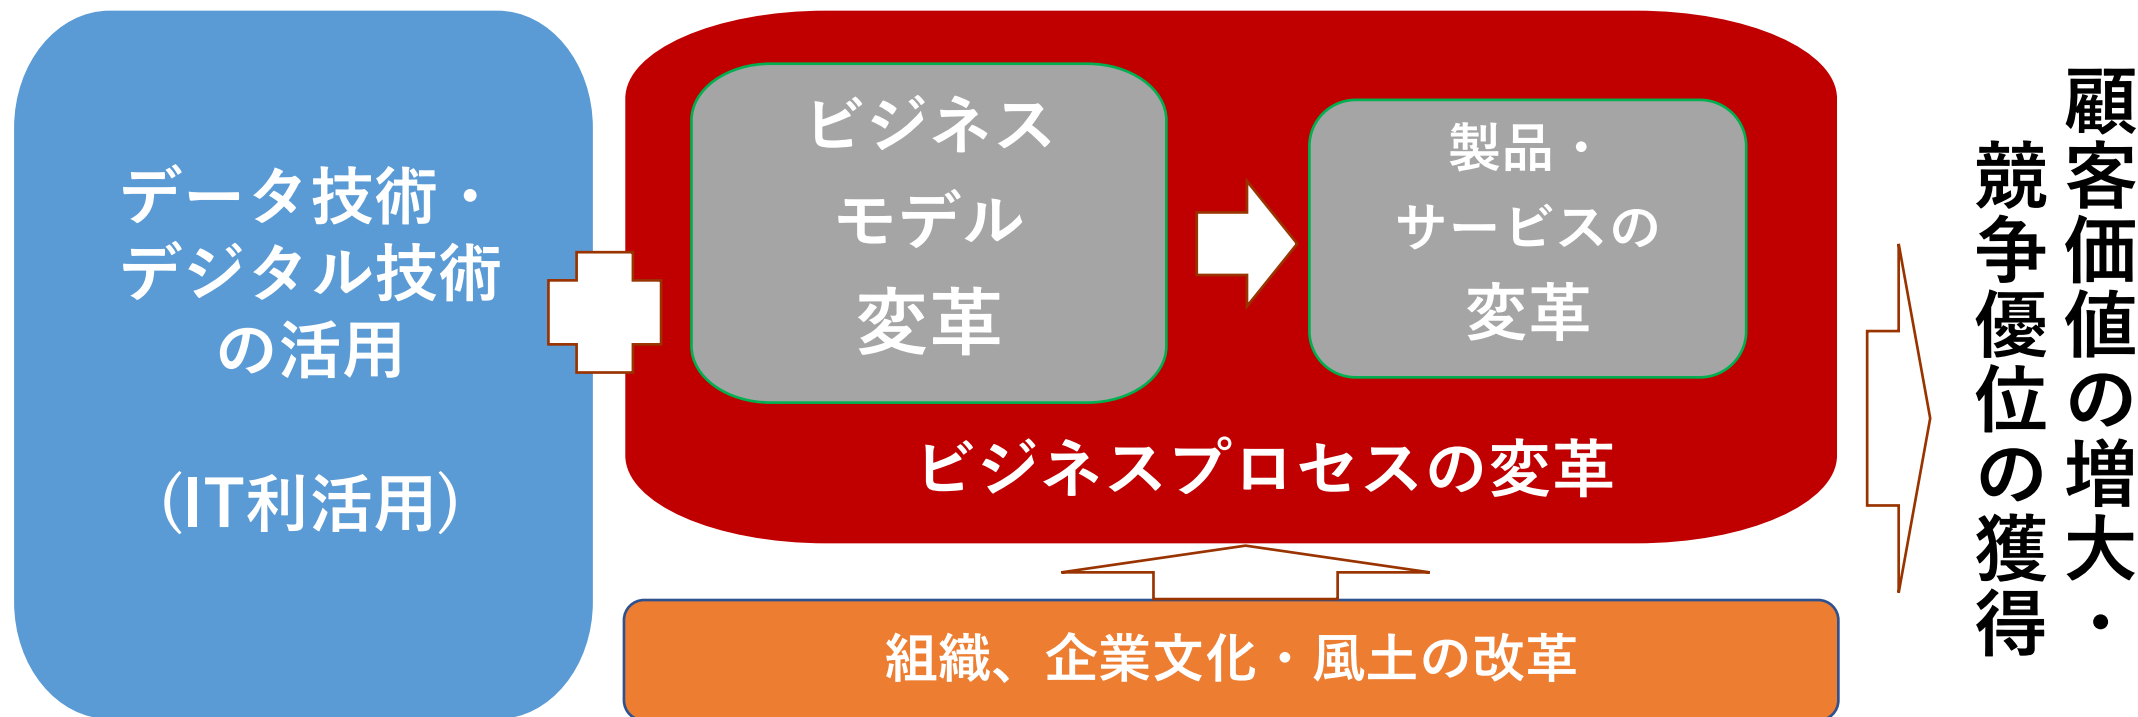 データ技術・
デジタル技術
の活用
（IT利活用）
ビジネス
モデル
変革
製品・
サービスの
変革
ビジネスプロセスの変革
組織、企業文化・風土の改革
顧客価値の増大・
競争優位の獲得